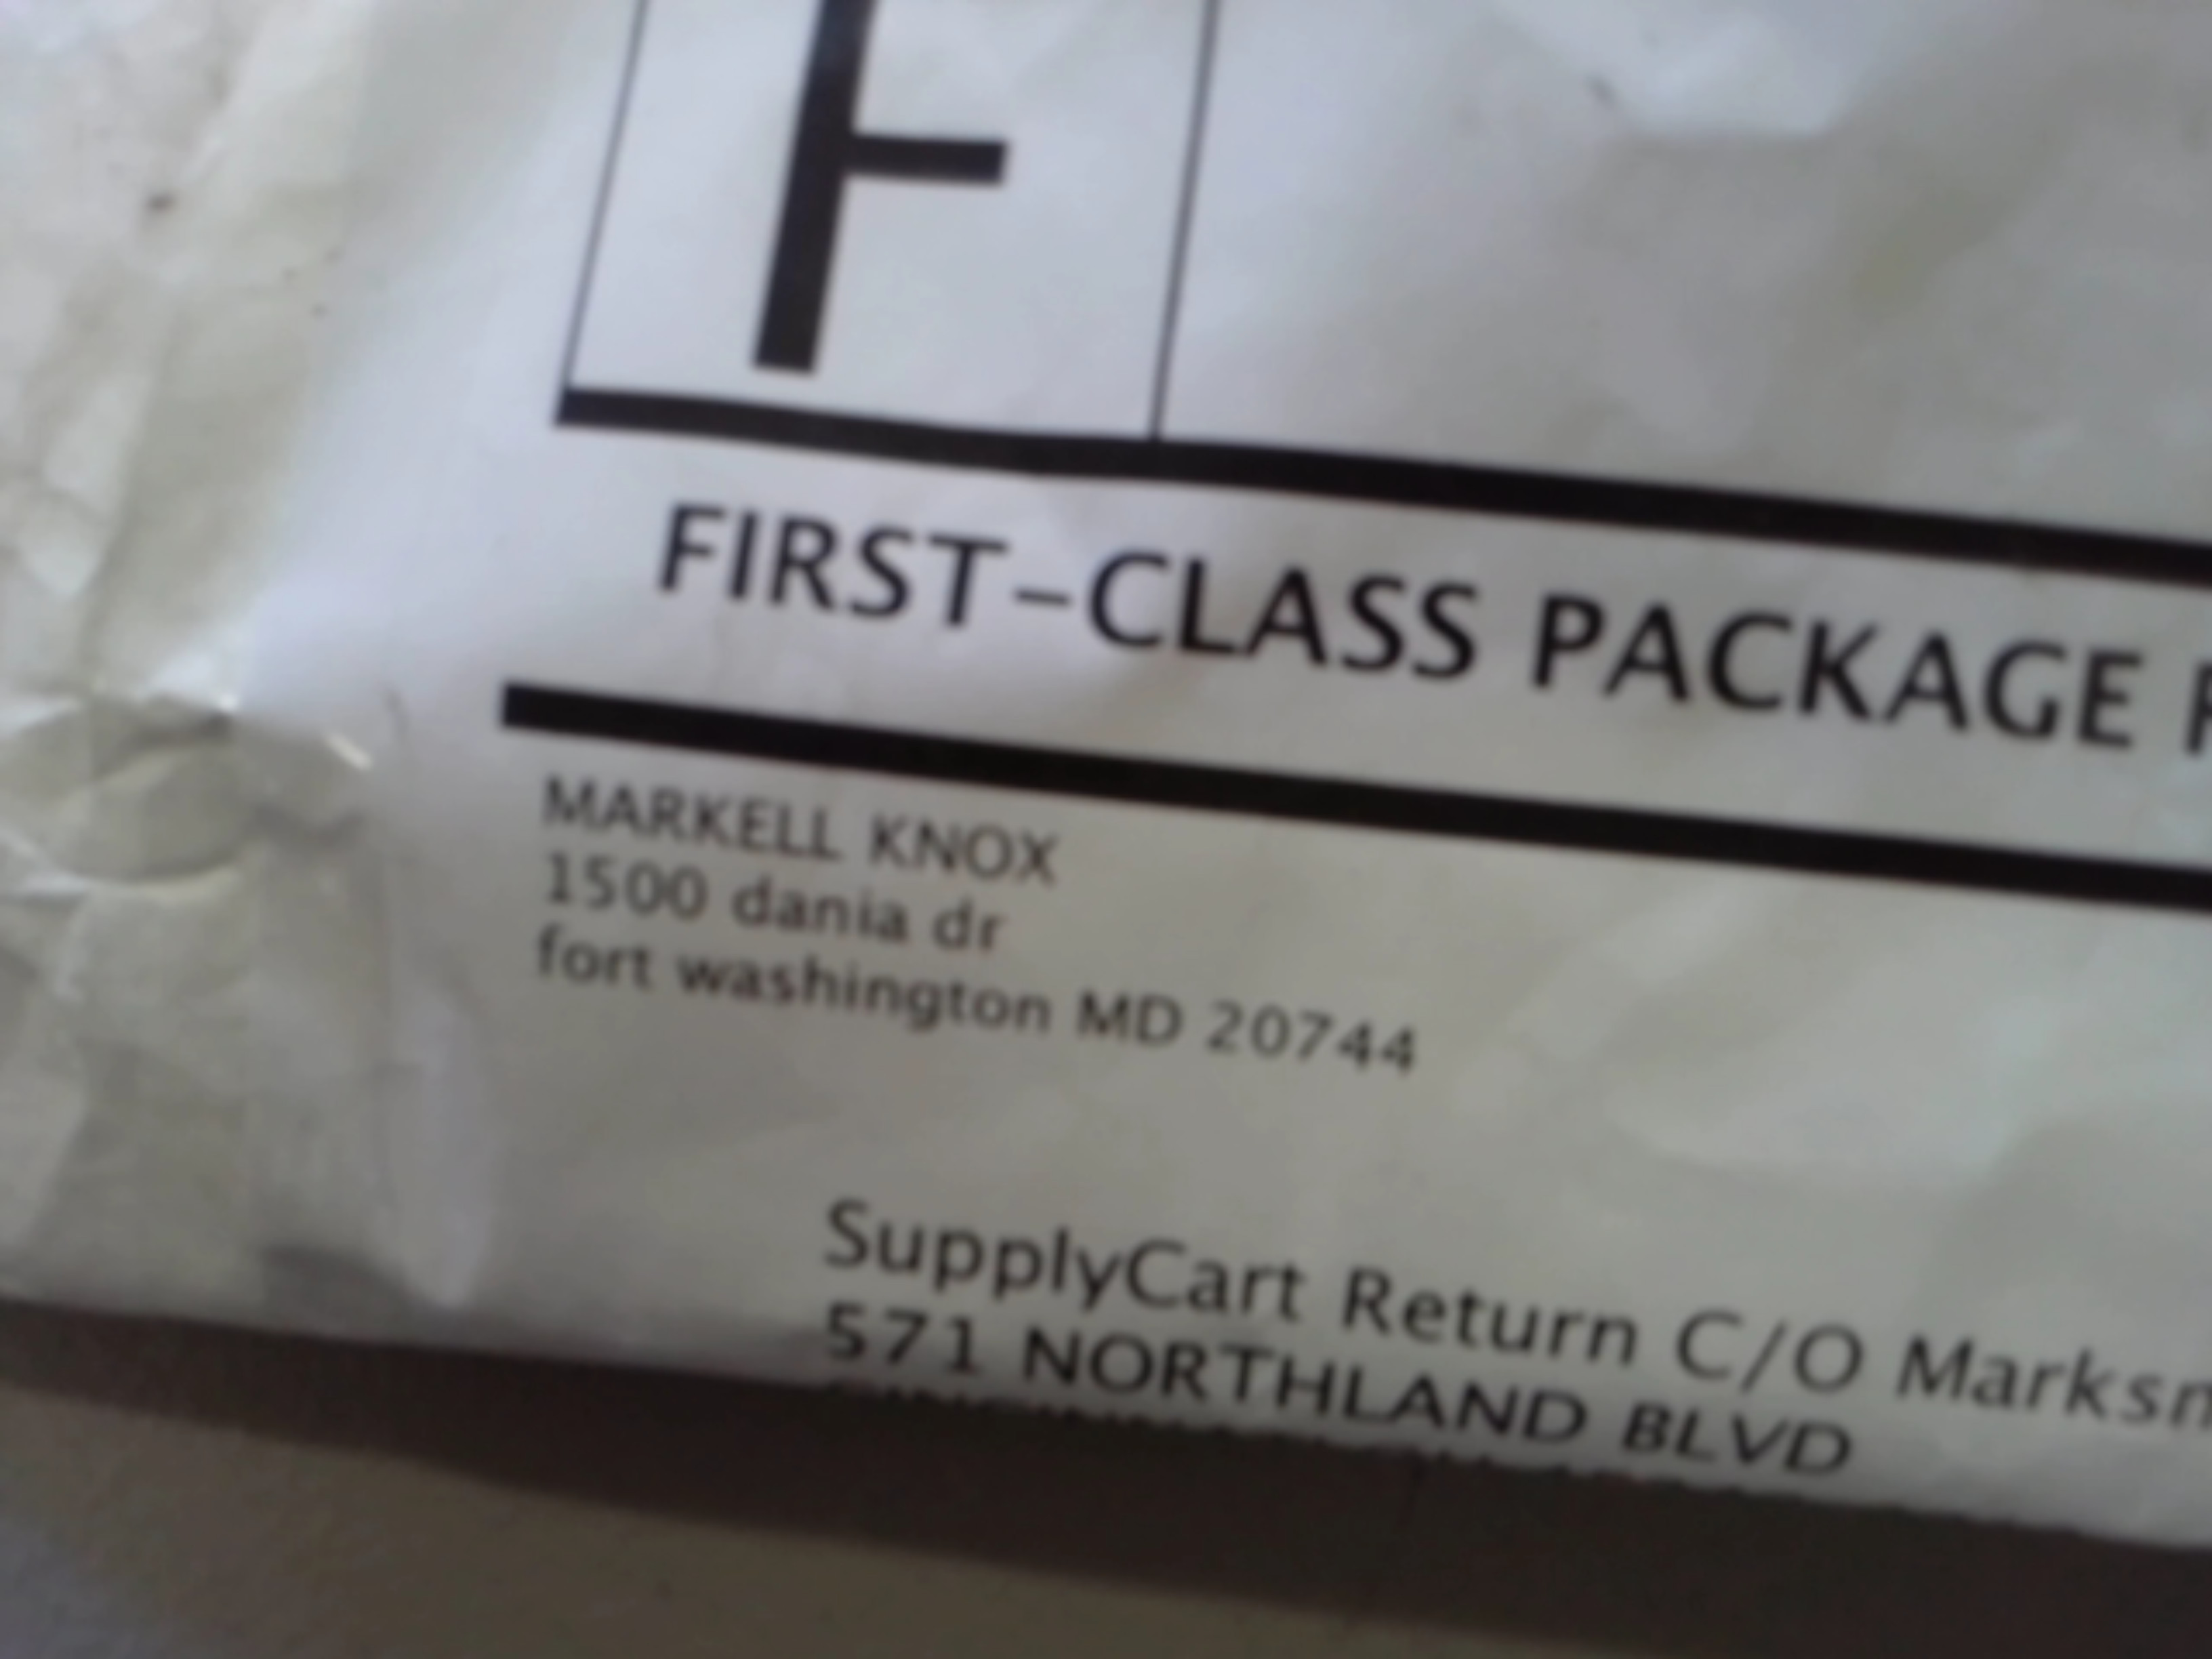 F
FIRST-CLASS PACKAGE
MARKELL KNOX
1500 dania dr
fort washington MD 20744
SupplyCart Return C/O
571 NORTHLAND BLVD